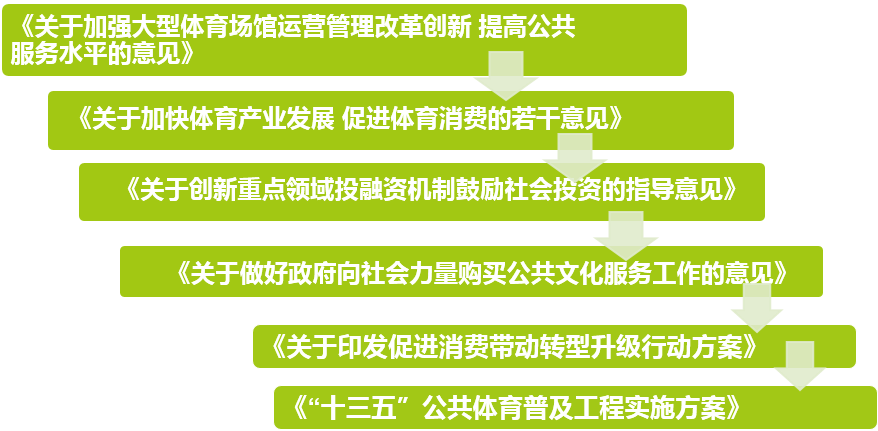 《关于加强大型体育场馆运营管理改革创新 提高公共
服务水平的意见》
《关于加快体育产业发展 促进体育消费的若干意见》
《关于创新重点领域投融资机制鼓励社会投资的指导意见》
《关于做好政府向社会力量购买公共文化服务工作的意见》
《关于印发促进消费带动转型升级行动方案》
《“十三五”公共体育普及工程实施方案》